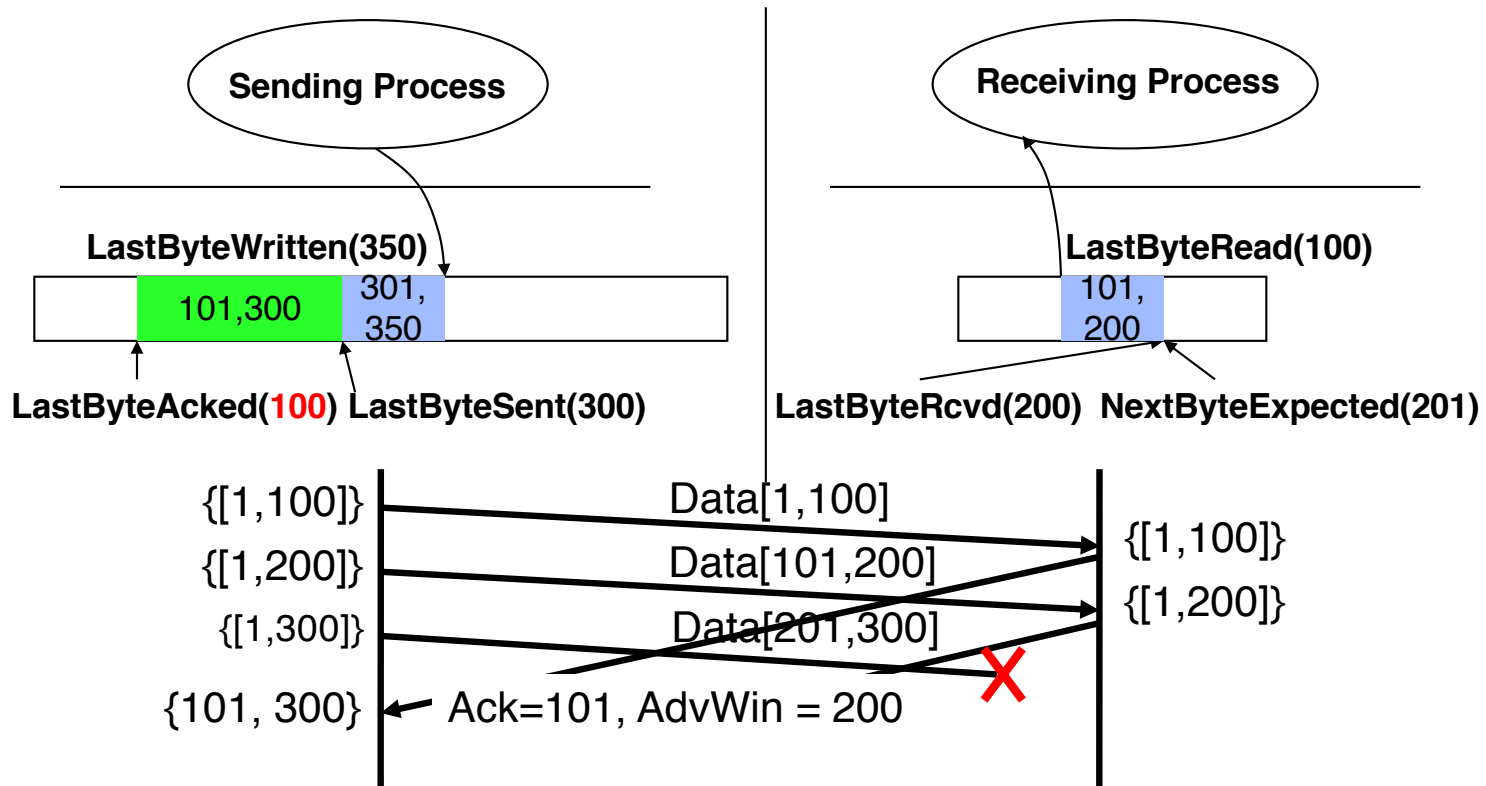 Sending Process
Receiving Process
LastByteWritten(350)
LastByteRead(100)
101,300
301,
350
101,
200
LastByteAcked(100) LastByteSent(300)
LastByteRcvd(200) NextByteExpected(201)
{[1,100]}
Data[1,100]
{[1,100]}
{[1,200]}
Data[101,200]
{[1,200]}
{[1,300]}
Data[201,300]
{101, 300}
Ack=101, AdvWin = 200